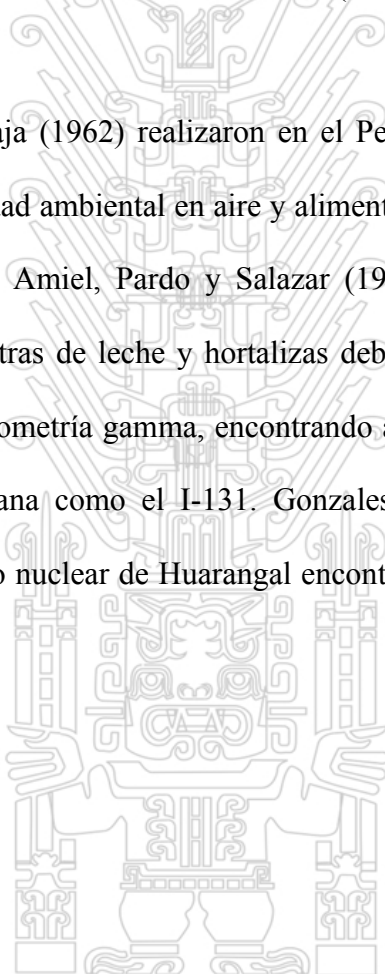 aja (1962) realizaron en el Pe
dad ambiental en aire y aliment
Amiel, Pardo y Salazar (19
tras de leche y hortalizas deb
ometría gamma, encontrando a
ana como el I-131. Gonzales
o nuclear de Huarangal encont